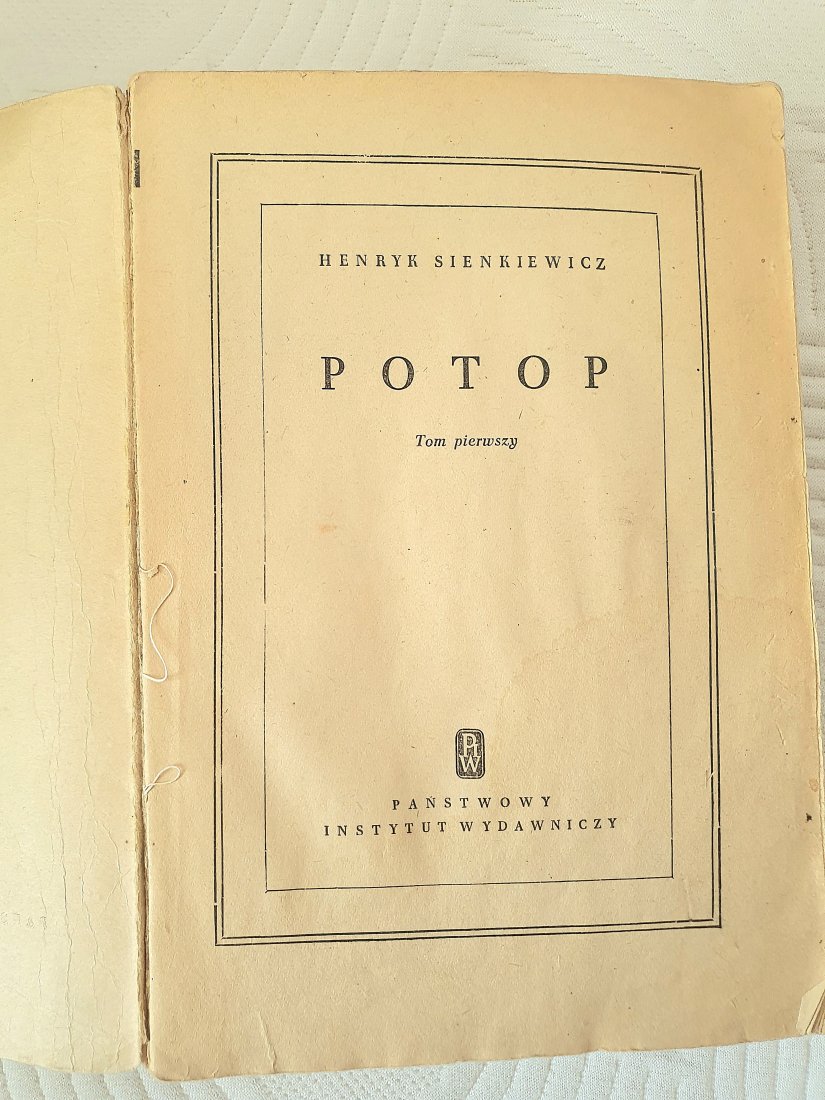 HENRYK SIENKIEWICZ
POTOP
Tom pierwszy
PIW
PAŃSTWOWY
INSTYTUT WYDAWNICZY